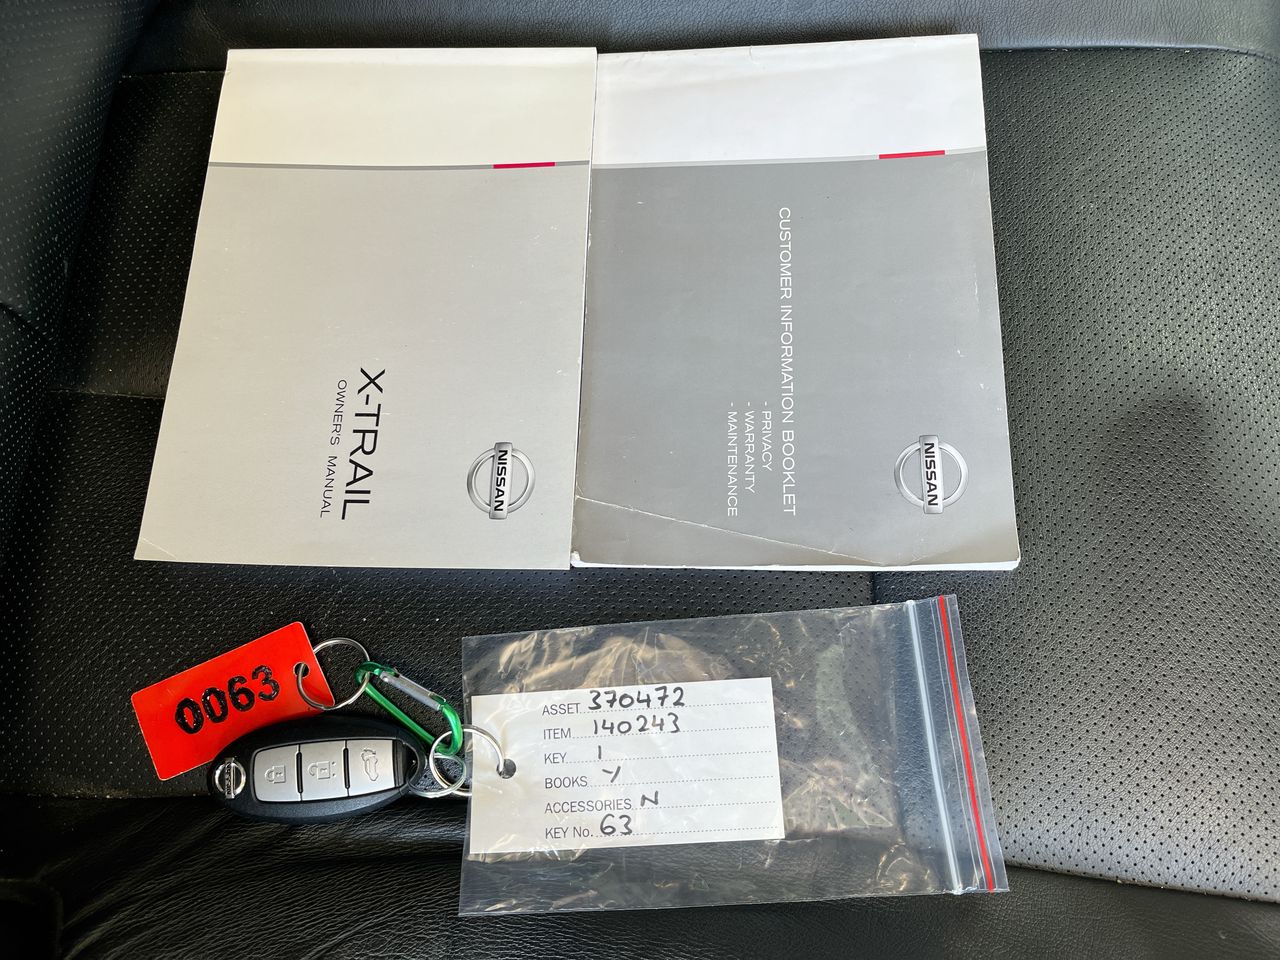 X-TRAIL
OWNER'S MANUAL
NISSAN
CUSTOMER INFORMATION BOOKLET
- PRIVACY
- WARRANTY
- MAINTENANCE
NISSAN
0063
ASSET 370472
ITEM 140243
KEY 1
BOOKS Y
ACCESSORIES N
KEY No. 63